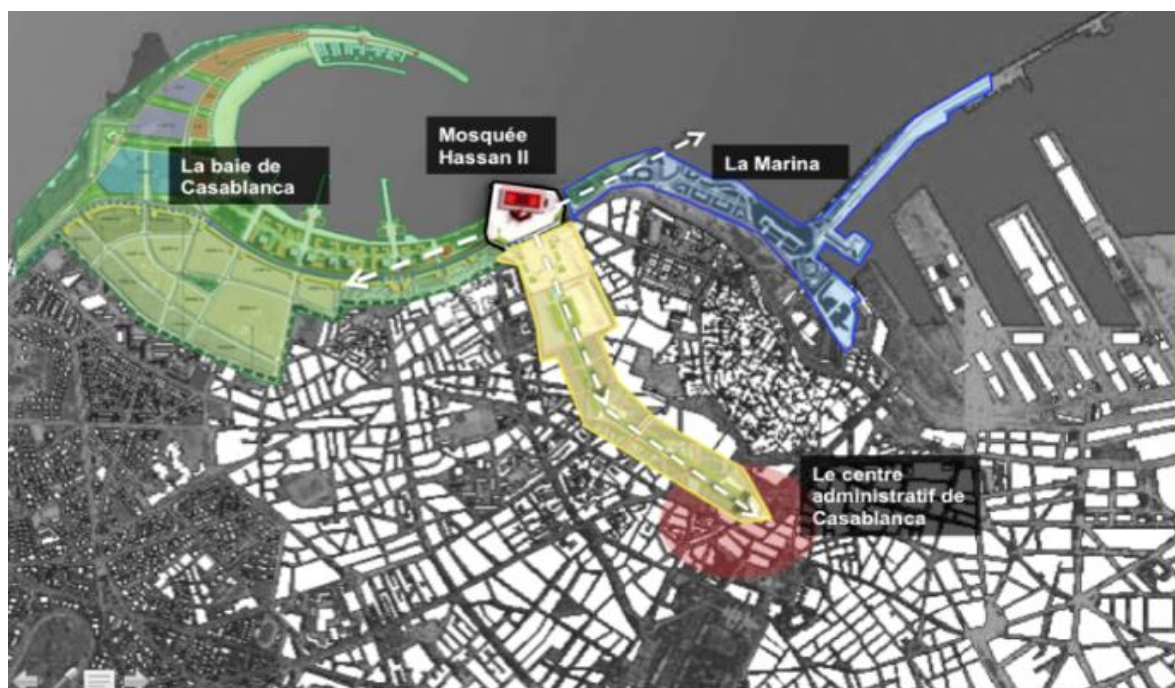 Mosquée
Hassan II
La Marina
La baie de
Casablanca
Le centre
administratif de
Casablanca